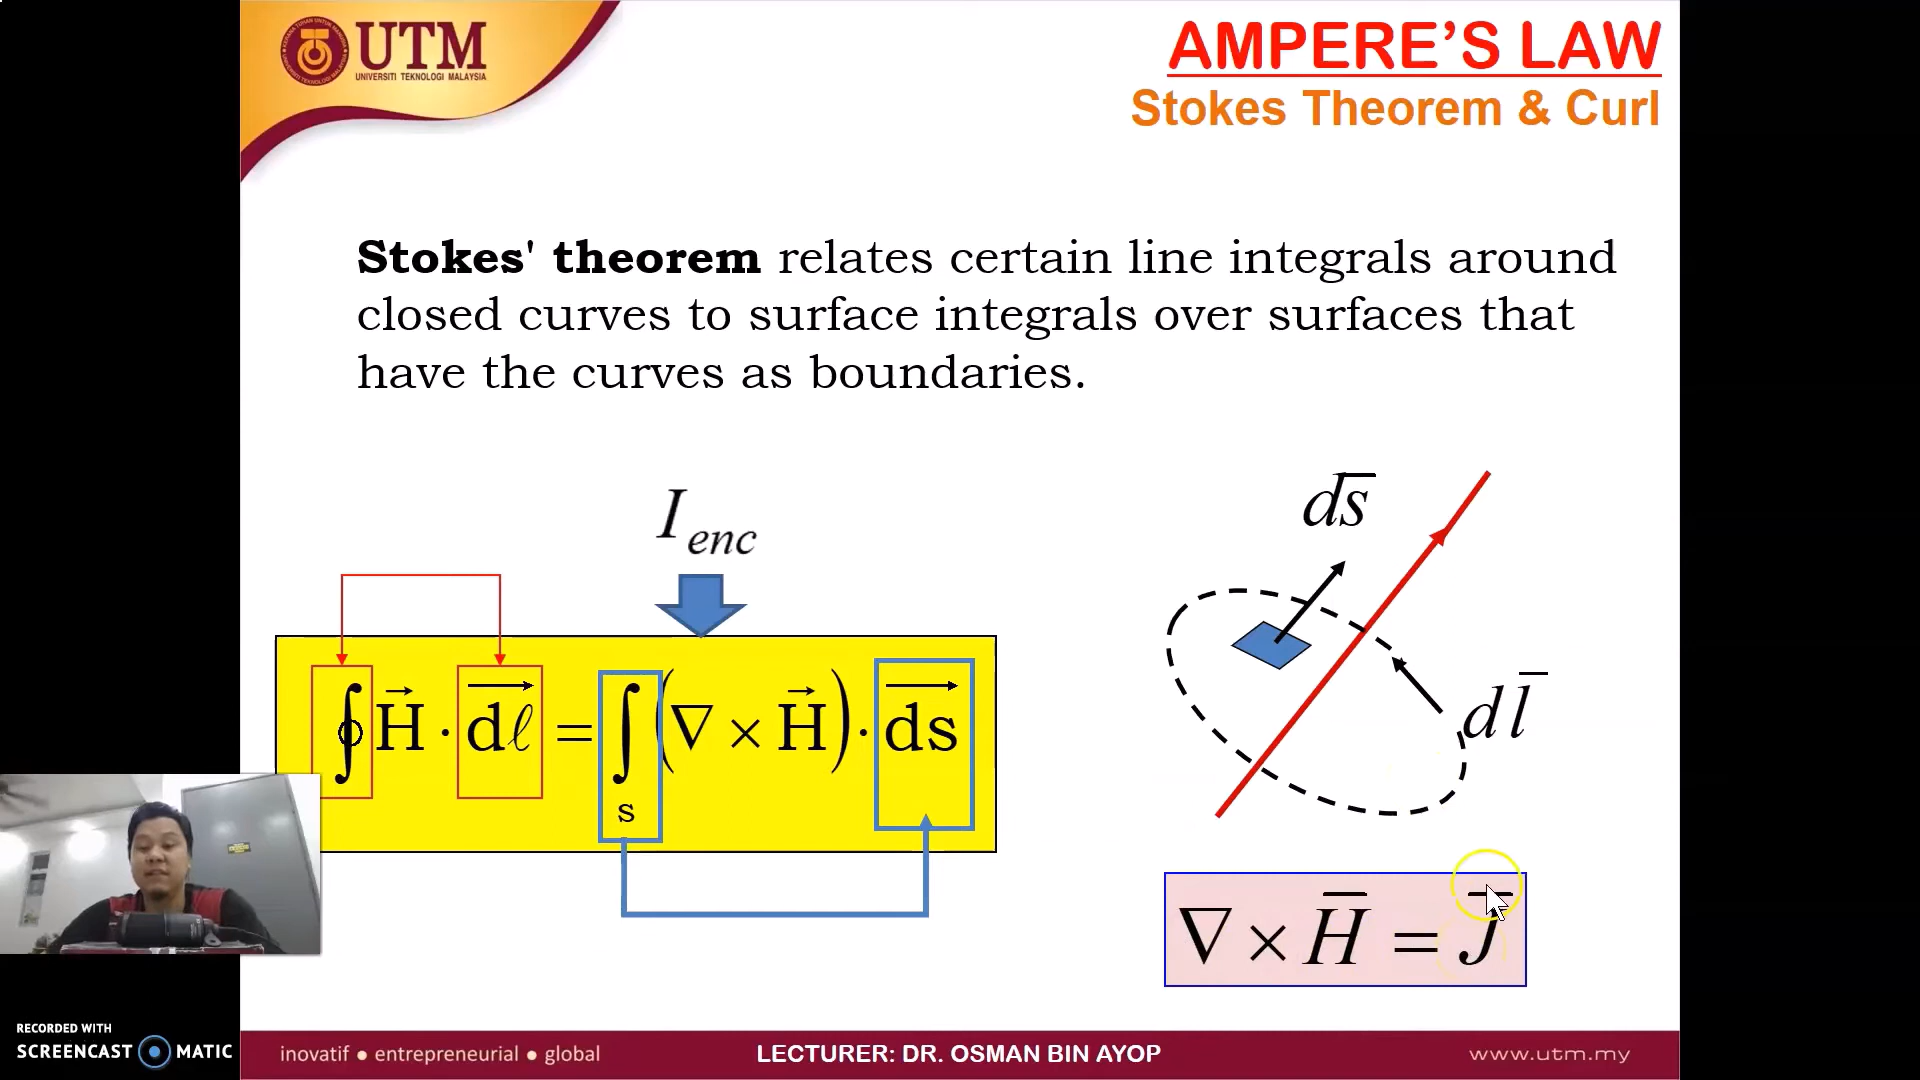 UTM
UNIVERSITI TEKNOLOGI MALAYSIA
AMPERE’S LAW
Stokes Theorem & Curl
Stokes' theorem relates certain line integrals around
closed curves to surface integrals over surfaces that
have the curves as boundaries.
I_enc
∮ H⃗ · dℓ⃗ = ∫_s (∇ × H⃗) · ds⃗
ds̅
dl̅
∇ × H̅ = J̅
RECORDED WITH
SCREENCAST MATIC
inovatif ● entrepreneurial ● global
LECTURER: DR. OSMAN BIN AYOP
www.utm.my